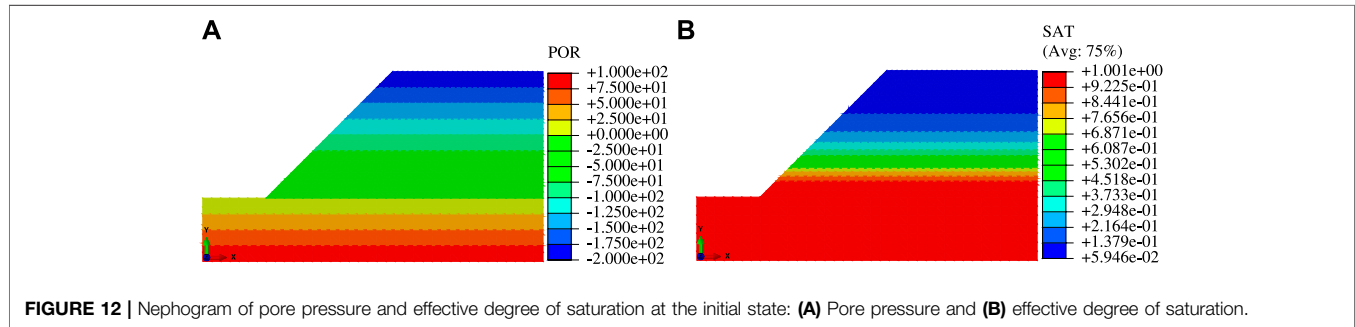 A
POR
+1.000e+02
+7.500e+01
+5.000e+01
+2.500e+01
+0.000e+00
-2.500e+01
-5.000e+01
-7.500e+01
-1.000e+02
-1.250e+02
-1.500e+02
-1.750e+02
-2.000e+02
Y
X
B
SAT
(Avg: 75%)
+1.001e+00
+9.225e-01
+8.441e-01
+7.656e-01
+6.871e-01
+6.087e-01
+5.302e-01
+4.518e-01
+3.733e-01
+2.948e-01
+2.164e-01
+1.379e-01
+5.946e-02
Y
X
FIGURE 12 | Nephogram of pore pressure and effective degree of saturation at the initial state: (A) Pore pressure and (B) effective degree of saturation.